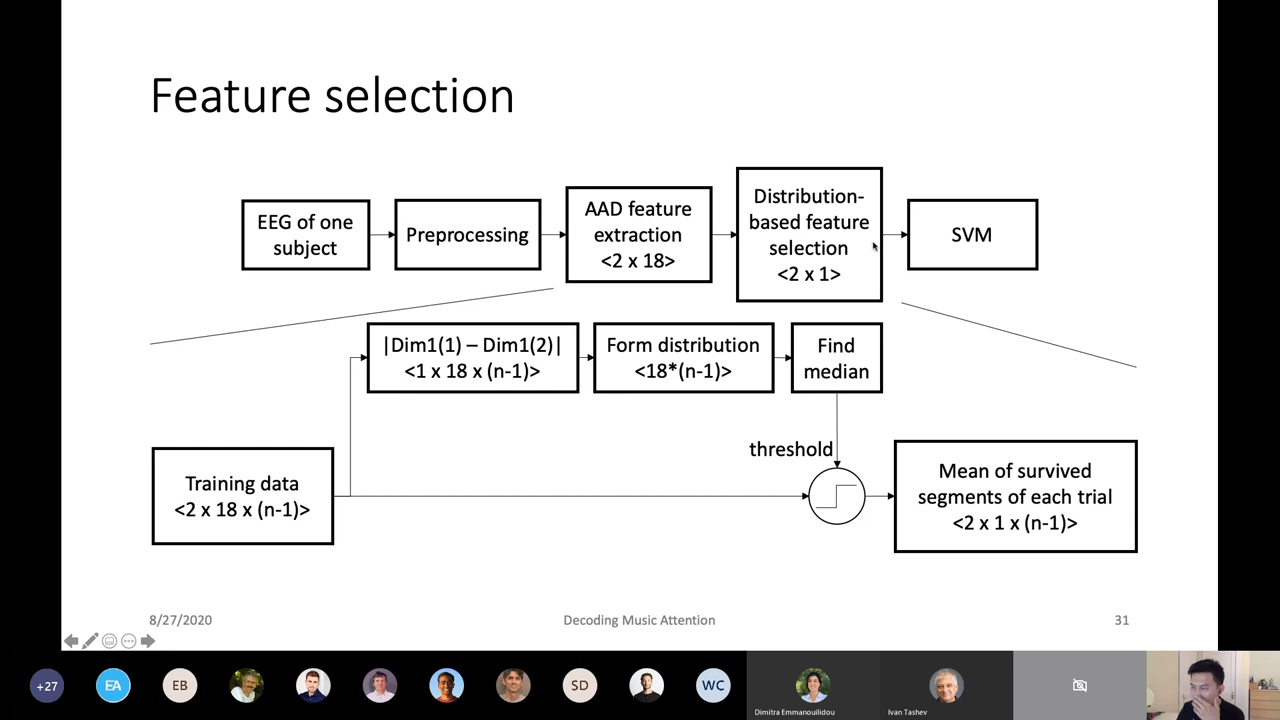 Feature selection
EEG of one
subject
Preprocessing
AAD feature
extraction
<2 x 18>
Distribution-
based feature
selection
<2 x 1>
SVM
|Dim1(1) – Dim1(2)|
<1 x 18 x (n-1)>
Form distribution
<18*(n-1)>
Find
median
threshold
Training data
<2 x 18 x (n-1)>
Mean of survived
segments of each trial
<2 x 1 x (n-1)>
8/27/2020
Decoding Music Attention
31
+27
EA
EB
SD
WC
Dimitra Emmanouilidou
Ivan Tashev